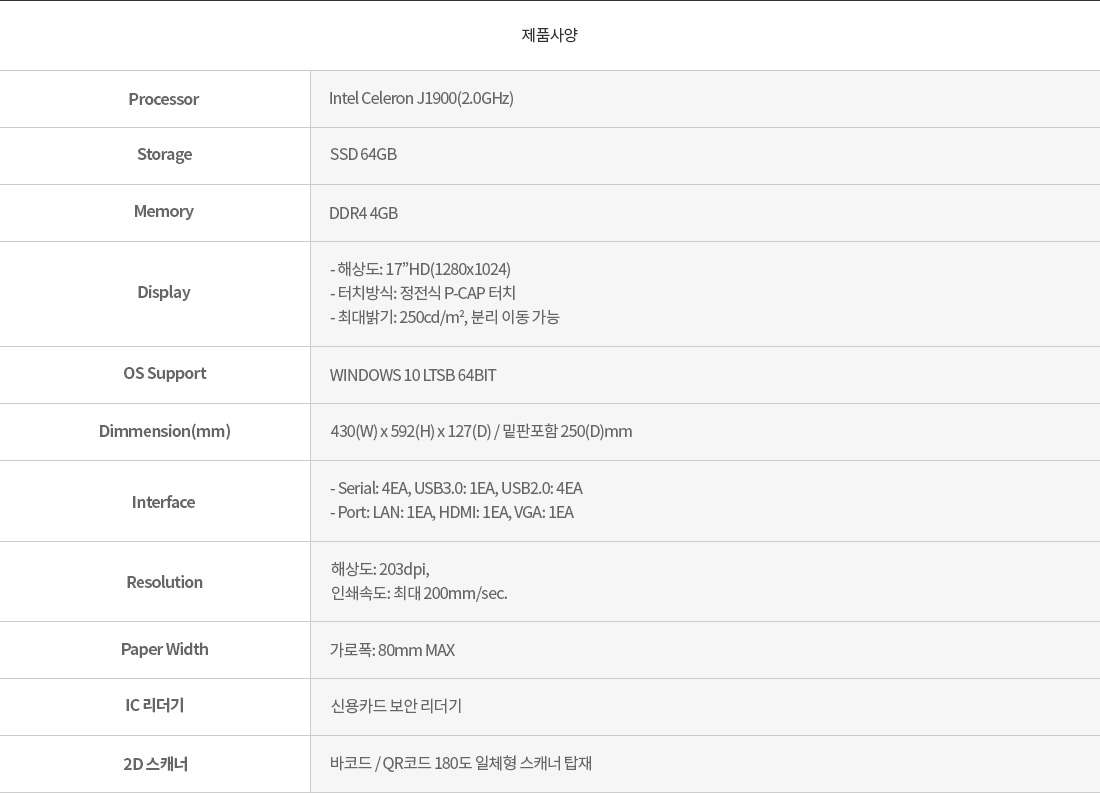 제품사양
Processor
Intel Celeron J1900(2.0GHz)
Storage
SSD 64GB
Memory
DDR4 4GB
Display
- 해상도: 17”HD(1280x1024)
- 터치방식: 정전식 P-CAP 터치
- 최대밝기: 250cd/m², 분리 이동 가능
OS Support
WINDOWS 10 LTSB 64BIT
Dimmension(mm)
430(W) x 592(H) x 127(D) / 밑판포함 250(D)mm
Interface
- Serial: 4EA, USB3.0: 1EA, USB2.0: 4EA
- Port: LAN: 1EA, HDMI: 1EA, VGA: 1EA
Resolution
해상도: 203dpi,
인쇄속도: 최대 200mm/sec.
Paper Width
가로폭: 80mm MAX
IC 리더기
신용카드 보안 리더기
2D 스캐너
바코드 / QR코드 180도 일체형 스캐너 탑재